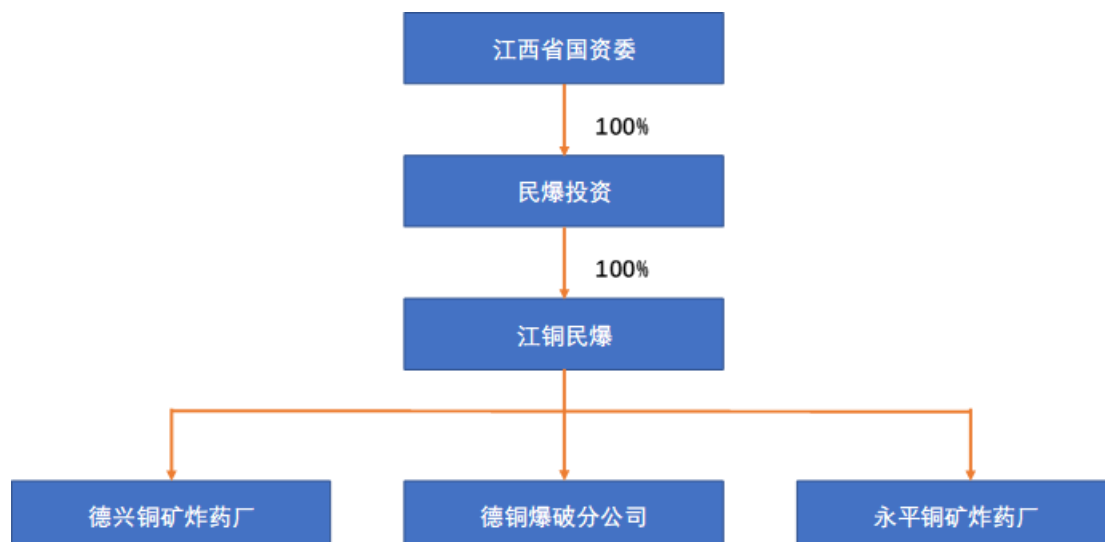 江西省国资委
100%
民爆投资
100%
江铜民爆
德兴铜矿炸药厂
德铜爆破分公司
永平铜矿炸药厂